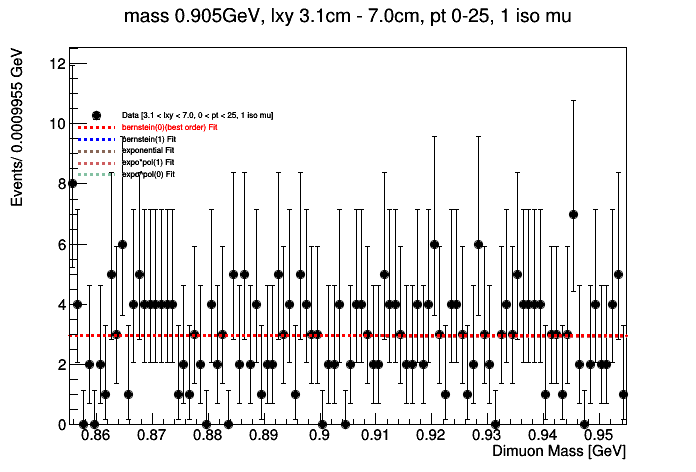 mass 0.905GeV, lxy 3.1cm - 7.0cm, pt 0-25, 1 iso mu
Events/ 0.0009955 GeV
12
10
8
6
4
2
0
Data [3.1 < lxy < 7.0, 0 < pt < 25, 1 iso mu]
bernstein(0)(best order) Fit
bernstein(1) Fit
exponential Fit
expo*pol(1) Fit
expo*pol(0) Fit
0.86 0.87 0.88 0.89 0.9 0.91 0.92 0.93 0.94 0.95
Dimuon Mass [GeV]